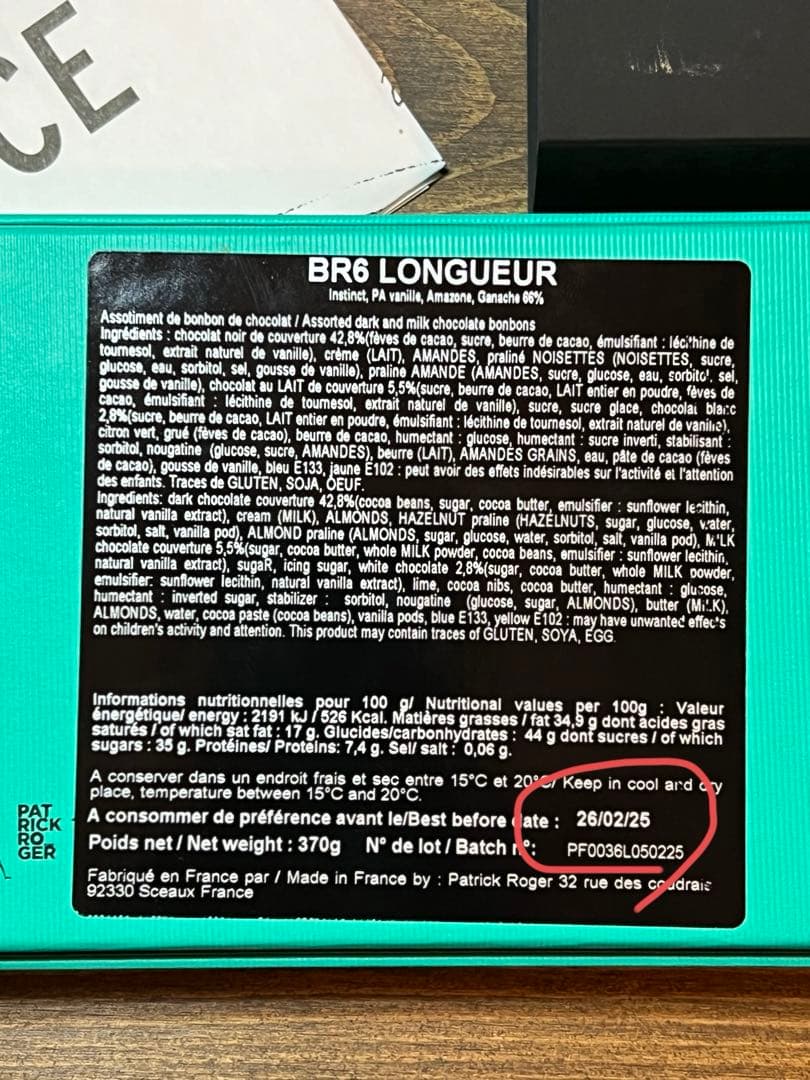 CE
BR6 LONGUEUR
Instinct, PA vanille, Amazone, Ganache 66%
Assotiment de bonbon de chocolat / Assorted dark and milk chocolate bonbons
Ingrédients : chocolat noir de couverture 42,8%(fèves de cacao, sucre, beurre de cacao, émulsifiant : lécithine de
tournesol, extrait naturel de vanille), crème (LAIT), AMANDES, praliné NOISETTES (NOISETTES, sucre,
glucose, eau, sorbitol, sel, gousse de vanille), praline AMANDE (AMANDES, sucre, glucose, eau, sorbitol, sel,
gousse de vanille), chocolat au LAIT de couverture 5,5%(sucre, beurre de cacao, LAIT entier en poudre, fèves de
cacao, émulsifiant : lécithine de tournesol, extrait naturel de vanille), sucre, sucre glace, chocolat blanc
2,8%(sucre, beurre de cacao, LAIT entier en poudre, émulsifiant : lécithine de tournesol, extrait naturel de vanille),
citron vert, grué (fèves de cacao), beurre de cacao, humectant : glucose, humectant : sucre inverti, stabilisant :
sorbitol, nougatine (glucose, sucre, AMANDES), beurre (LAIT), AMANDES GRAINS, eau, pâte de cacao (fèves
de cacao), gousse de vanille, bleu E133, jaune E102 : peut avoir des effets indésirables sur l'activité et l'attention
des enfants. Traces de GLUTEN, SOJA, OEUF.
Ingredients: dark chocolate couverture 42,8%(cocoa beans, sugar, cocoa butter, emulsifier : sunflower lecithin,
natural vanilla extract), cream (MILK), ALMONDS, HAZELNUT praline (HAZELNUTS, sugar, glucose, water,
sorbitol, salt, vanilla pod), ALMOND praline (ALMONDS, sugar, glucose, water, sorbitol, salt, vanilla pod), MILK
chocolate couverture 5,5%(sugar, cocoa butter, whole MILK powder, cocoa beans, emulsifier : sunflower lecithin,
natural vanilla extract), sugaR, icing sugar, white chocolate 2,8%(sugar, cocoa butter, whole MILK powder,
emulsifier: sunflower lecithin, natural vanilla extract), lime, cocoa nibs, cocoa butter, humectant : glucose,
humectant : inverted sugar, stabilizer : sorbitol, nougatine (glucose, sugar, ALMONDS), butter (MILK),
ALMONDS, water, cocoa paste (cocoa beans), vanilla pods, blue E133, yellow E102 : may have unwanted effects
on children's activity and attention. This product may contain traces of GLUTEN, SOYA, EGG.
Informations nutritionnelles pour 100 g/ Nutritional values per 100g : Valeur
énergétique/ energy : 2191 kJ / 526 Kcal. Matières grasses / fat 34,9 g dont acides gras
saturés / of which sat fat : 17 g. Glucides/carbonhydrates : 44 g dont sucres / of which
sugars : 35 g. Protéines/ Proteins: 7,4 g. Sel/ salt : 0,06 g.
A conserver dans un endroit frais et sec entre 15°C et 20°C/ Keep in cool and dry
place, temperature between 15°C and 20°C.
A consommer de préférence avant le/Best before date : 26/02/25
Poids net / Net weight : 370g N° de lot / Batch n°: PF0036L050225
Fabriqué en France par / Made in France by : Patrick Roger 32 rue des coudrais
92330 Sceaux France
PAT
RICK
RO
GER